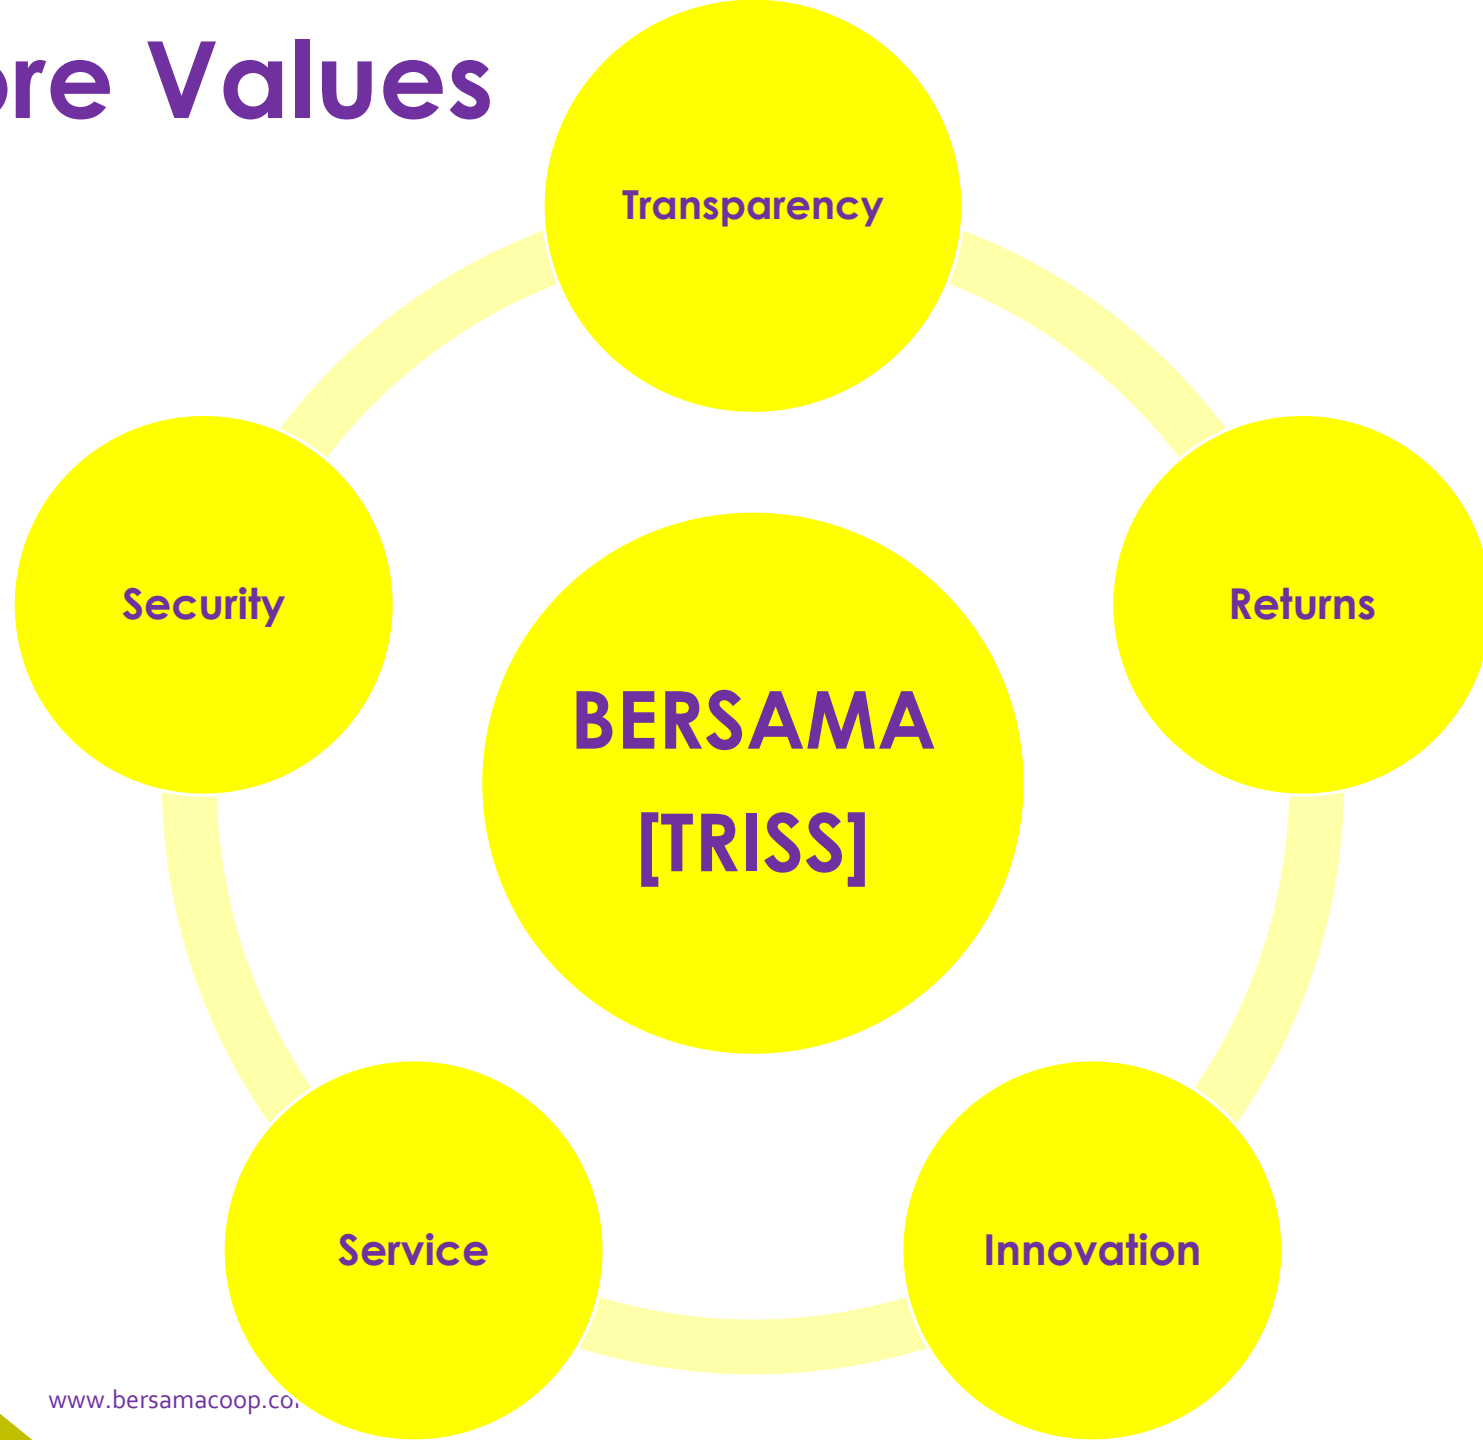 ore Values
Transparency
Security
Returns
BERSAMA
[TRISS]
Service
Innovation
www.bersamacoop.co